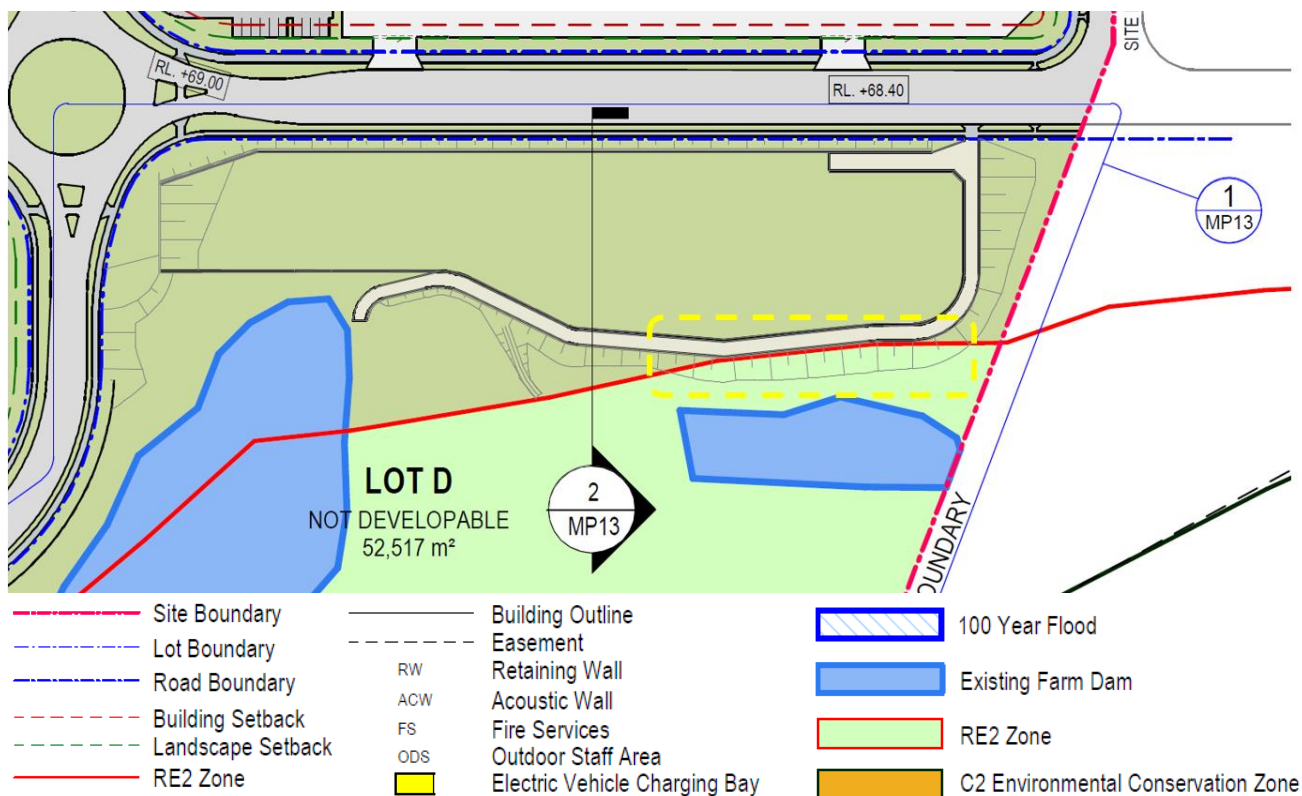 SITE
RL. +69.00
RL. +68.40
1
MP13
LOT D
NOT DEVELOPABLE
52,517 m²
2
MP13
OUNDARY
Site Boundary
Lot Boundary
Road Boundary
Building Setback
Landscape Setback
RE2 Zone
Building Outline
Easement
RW Retaining Wall
ACW Acoustic Wall
FS Fire Services
ODS Outdoor Staff Area
Electric Vehicle Charging Bay
100 Year Flood
Existing Farm Dam
RE2 Zone
C2 Environmental Conservation Zone